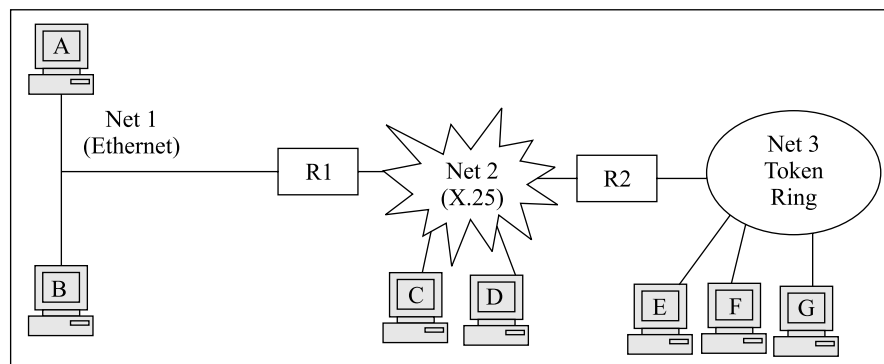 A
Net 1
(Ethernet)
R1
Net 2
(X.25)
R2
Net 3
Token
Ring
B
C
D
E
F
G